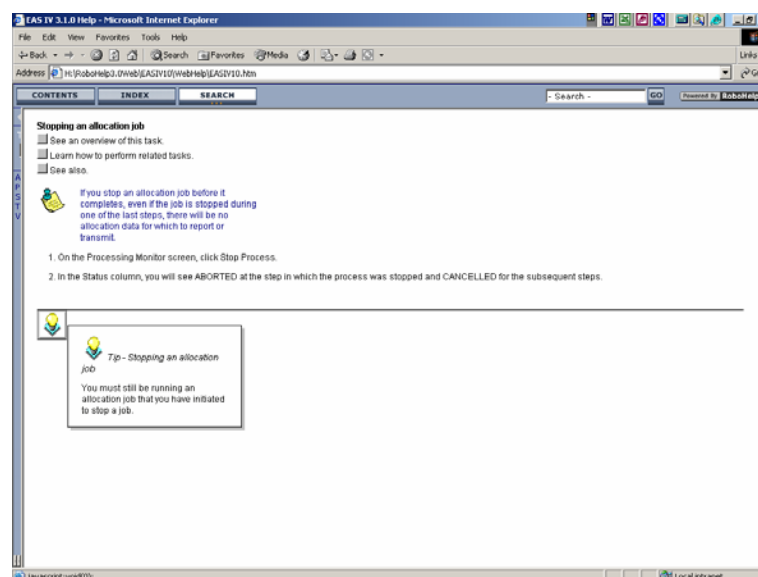 EAS IV 3.1.0 Help - Microsoft Internet Explorer
File Edit View Favorites Tools Help
Back Search Favorites Media
Links
Address H:\RoboHelp3.0Web\EASIV10\WebHelp\EASIV10.htm
CONTENTS INDEX SEARCH - Search - GO Powered By RoboHelp
Stopping an allocation job
See an overview of this task.
Learn how to perform related tasks.
See also.
A
P
S
T
V
If you stop an allocation job before it
completes, even if the job is stopped during
one of the last steps, there will be no
allocation data for which to report or
transmit.
1. On the Processing Monitor screen, click Stop Process.
2. In the Status column, you will see ABORTED at the step in which the process was stopped and CANCELLED for the subsequent steps.
Tip - Stopping an allocation
job
You must still be running an
allocation job that you have initiated
to stop a job.
Local intranet